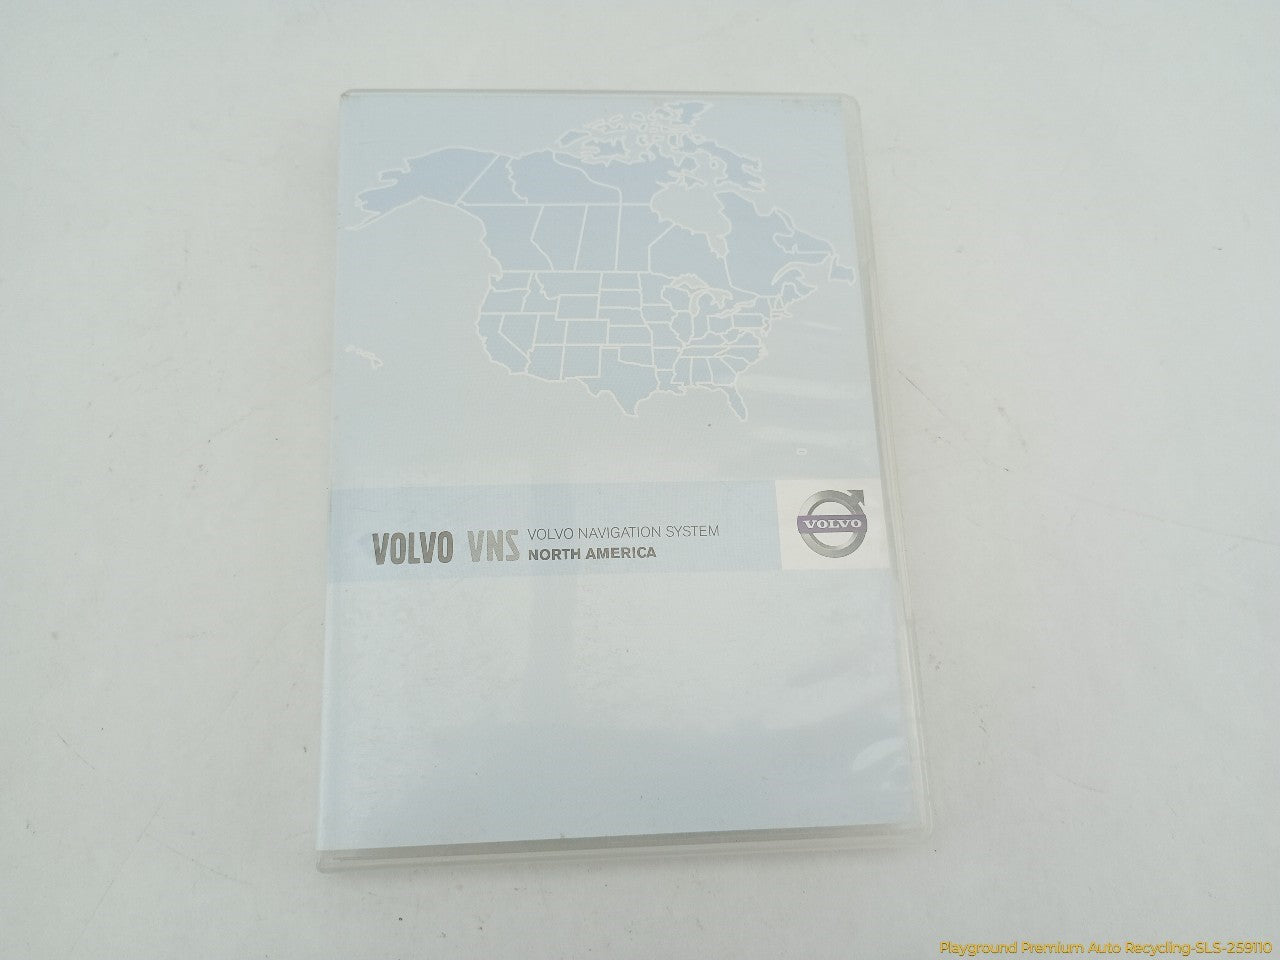 VOLVO VNS VOLVO NAVIGATION SYSTEM
NORTH AMERICA
VOLVO
Playground Premium Auto Recycling-SLS-259110